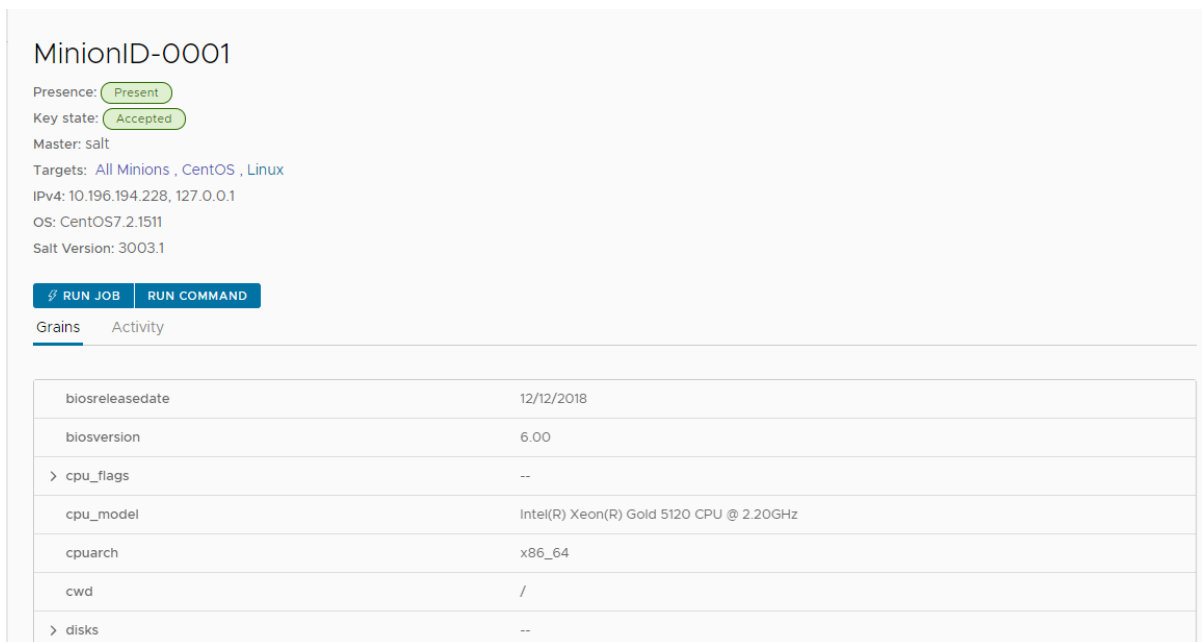 MinionID-0001
Presence: Present
Key state: Accepted
Master: salt
Targets: All Minions , CentOS , Linux
IPv4: 10.196.194.228, 127.0.0.1
OS: CentOS7.2.1511
Salt Version: 3003.1
RUN JOB RUN COMMAND
Grains Activity
biosreleasedate 12/12/2018
biosversion 6.00
cpu_flags --
cpu_model Intel(R) Xeon(R) Gold 5120 CPU @ 2.20GHz
cpuarch x86_64
cwd /
disks --